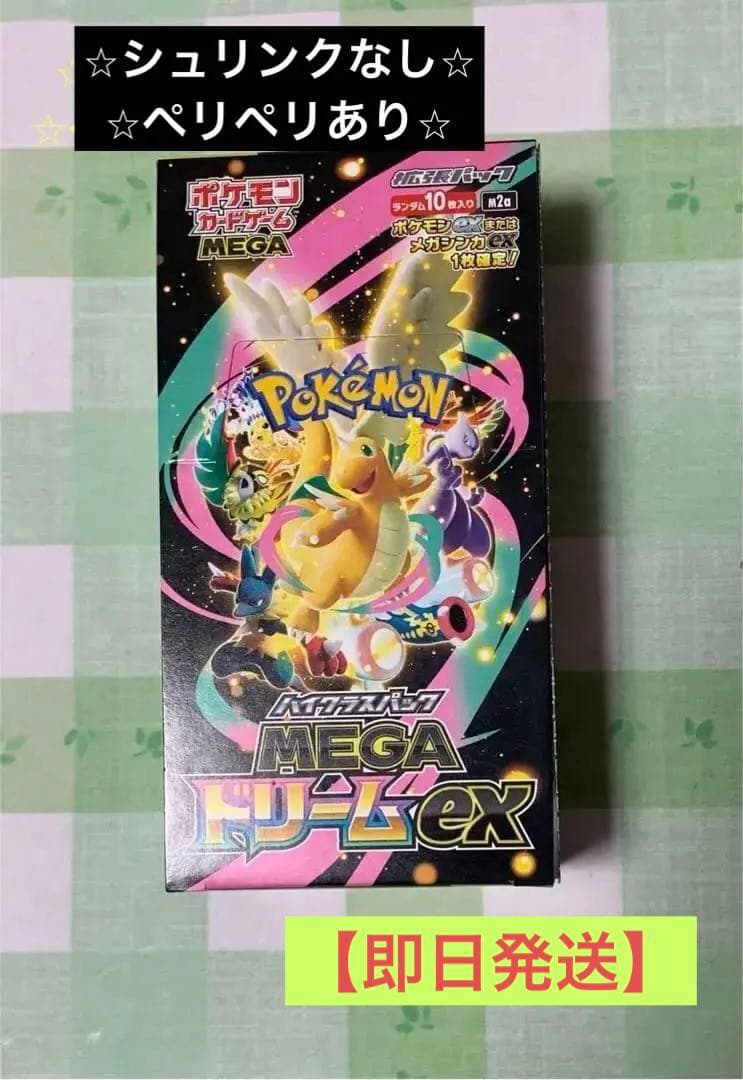 ☆シュリンクなし☆
☆ペリペリあり☆
拡張パック
ポケモン
カードゲーム
MEGA
ランダム10枚入り
M2a
ポケモンexまたは
メガシンカex
1枚確定!
POKéMON
ハイクラスパック
MEGA
ドリームex
【即日発送】